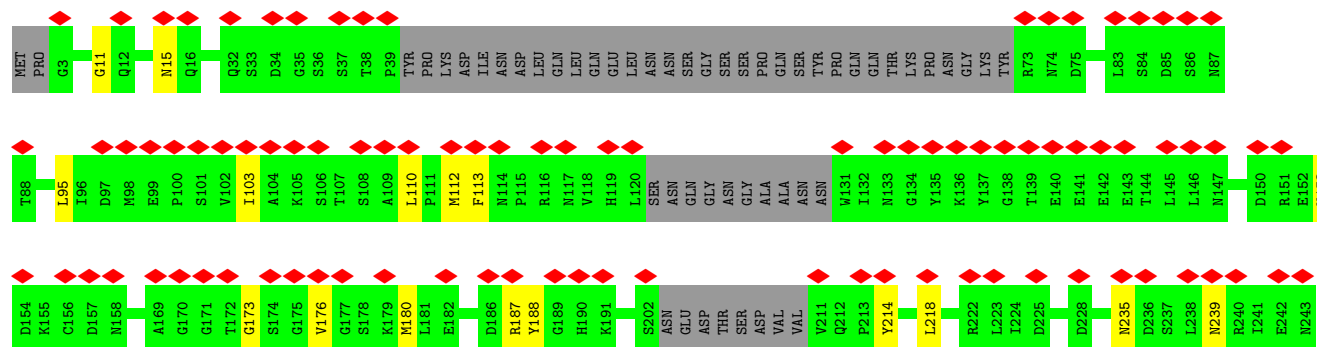 MET PRO G3 G11 Q12 N15 Q16 Q32 S33 D34 G35 S36 S37 T38 P39 TYR PRO LYS ASP ILE ASN ASP LEU GLN LEU GLN GLU LEU ASN ASN SER GLY SER SER PRO GLN SER TYR PRO GLN GLN THR LYS PRO ASN GLY LYS TYR R73 N74 D75 L83 S84 D85 S86 N87
T88 L95 I96 D97 M98 E99 P100 S101 V102 I103 A104 K105 S106 T107 S108 A109 L110 P111 M112 F113 N114 P115 R116 N117 V118 H119 L120 SER ASN GLN GLY ASN GLY ALA ALA ASN ASN W131 I132 N133 G134 Y135 K136 Y137 G138 T139 E140 E141 E142 E143 T144 L145 L146 N147 D150 R151 E152
D154 K155 C156 D157 N158 A169 G170 G171 T172 G173 S174 G175 V176 G177 S178 K179 M180 L181 E182 D186 R187 Y188 G189 H190 K191 S202 ASN GLU ASP THR SER ASP VAL VAL V211 Q212 P213 Y214 L218 R222 L223 I224 D225 D228 N235 D236 S237 L238 N239 R240 I241 E242 N243